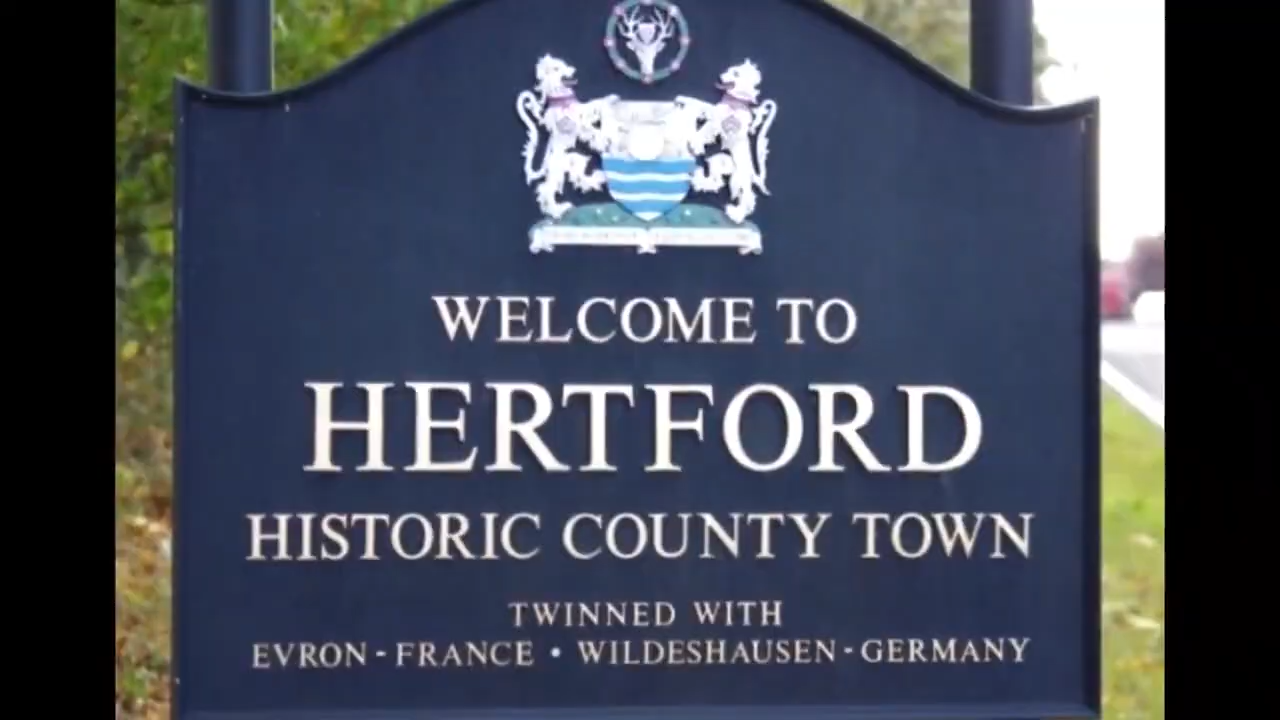 WELCOME TO
HERTFORD
HISTORIC COUNTY TOWN
TWINNED WITH
EVRON - FRANCE • WILDESHAUSEN - GERMANY